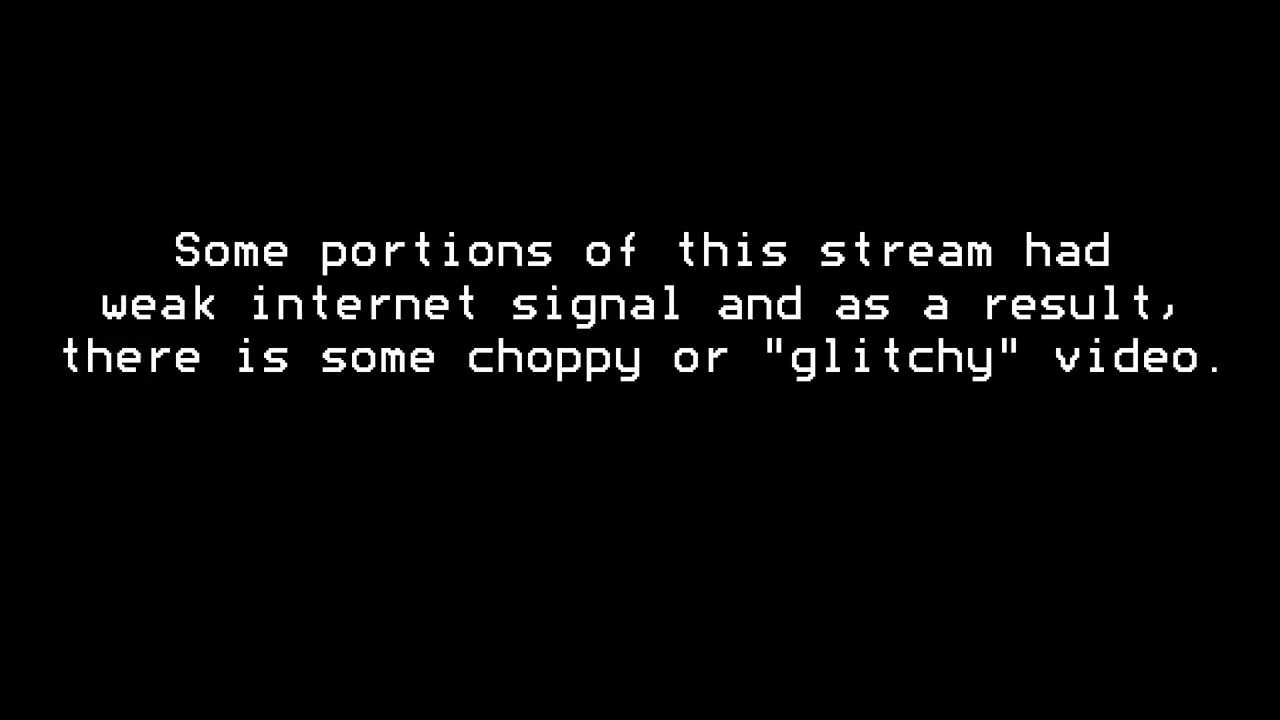 Some portions of this stream had
weak internet signal and as a result,
there is some choppy or "glitchy" video.